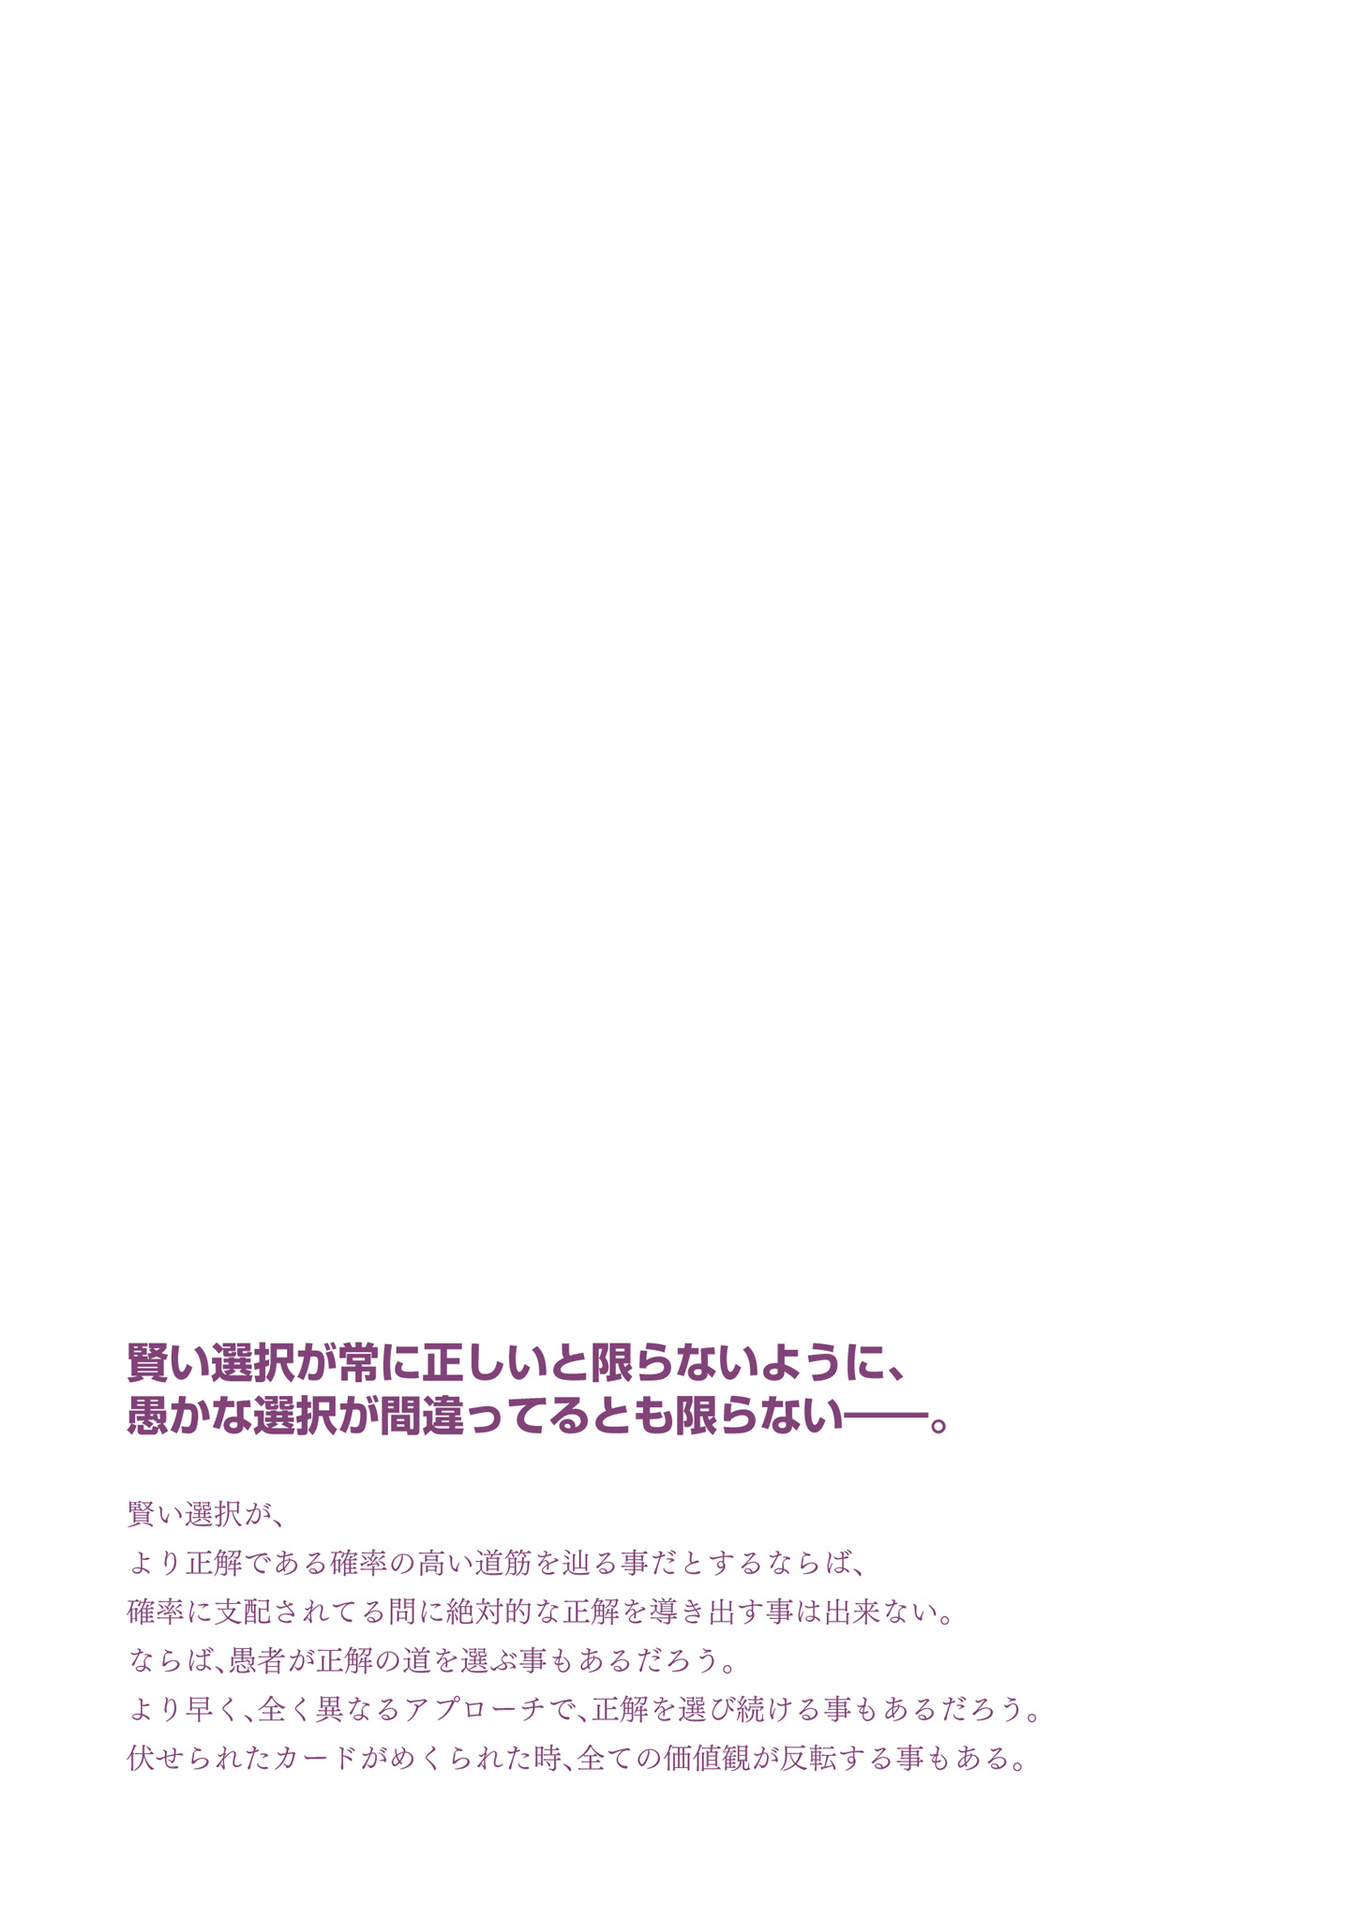 賢い選択が常に正しいと限らないように、
愚かな選択が間違ってるとも限らない――。
賢い選択が、
より正解である確率の高い道筋を辿る事だとするならば、
確率に支配されてる問に絶対的な正解を導き出す事は出来ない。
ならば、愚者が正解の道を選ぶ事もあるだろう。
より早く、全く異なるアプローチで、正解を選び続ける事もあるだろう。
伏せられたカードがめくられた時、全ての価値観が反転する事もある。